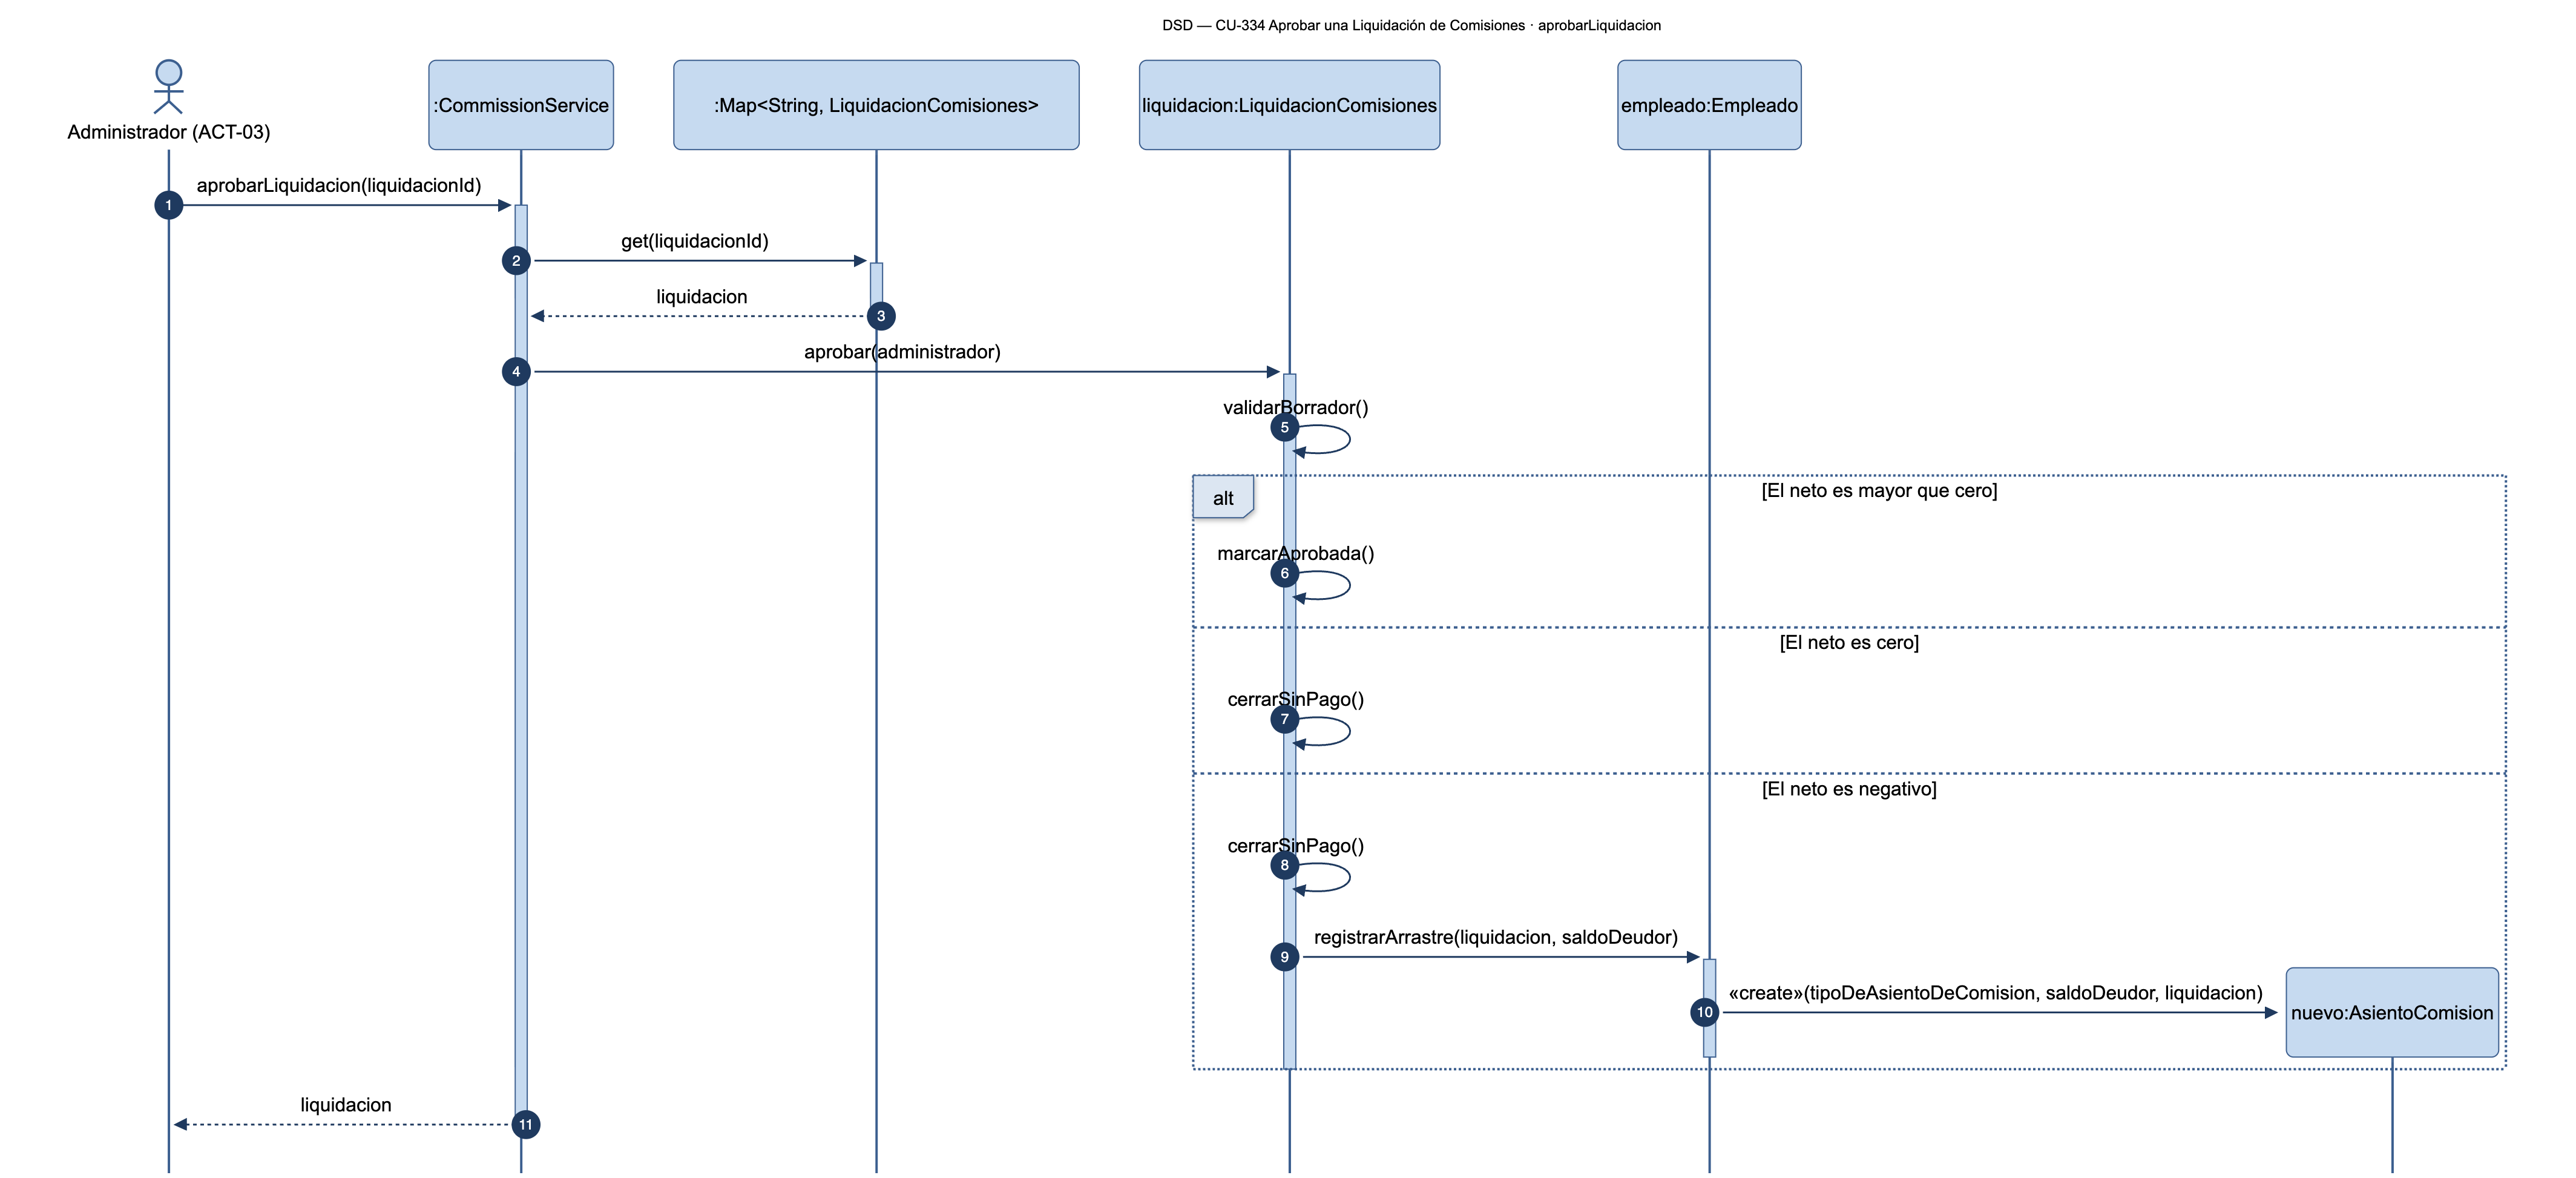 DSD — CU-334 Aprobar una Liquidación de Comisiones · aprobarLiquidacion
Administrador (ACT-03)
:CommissionService
:Map<String, LiquidacionComisiones>
liquidacion:LiquidacionComisiones
empleado:Empleado
1
aprobarLiquidacion(liquidacionId)
2
get(liquidacionId)
3
liquidacion
4
aprobar(administrador)
5
validarBorrador()
alt
[El neto es mayor que cero]
6
marcarAprobada()
[El neto es cero]
7
cerrarSinPago()
[El neto es negativo]
8
cerrarSinPago()
9
registrarArrastre(liquidacion, saldoDeudor)
10
«create»(tipoDeAsientoDeComision, saldoDeudor, liquidacion)
nuevo:AsientoComision
liquidacion
11